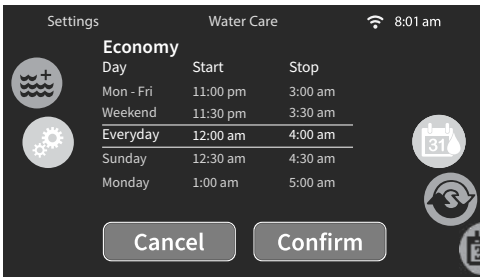 Settings Water Care 8:01 am
Economy
Day Start Stop
Mon - Fri 11:00 pm 3:00 am
Weekend 11:30 pm 3:30 am
Everyday 12:00 am 4:00 am
Sunday 12:30 am 4:30 am
Monday 1:00 am 5:00 am
31
Cancel Confirm